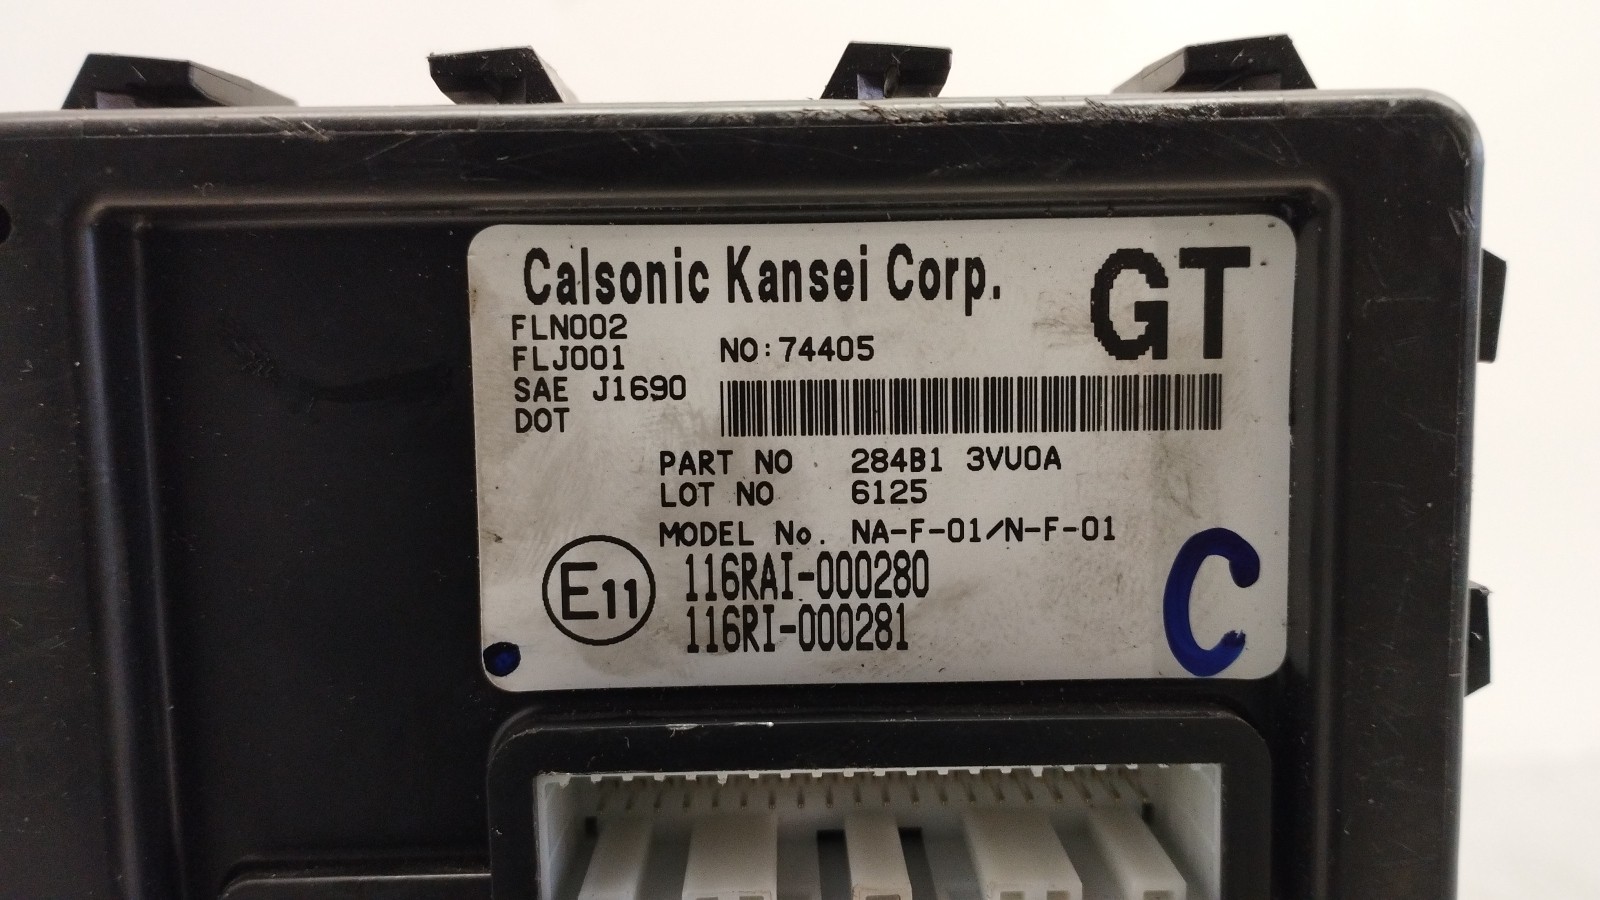 Calsonic Kansei Corp.
GT
FLN002
FLJ001
NO:74405
SAE J1690
DOT
PART NO 284B1 3VU0A
LOT NO 6125
MODEL No. NA-F-01/N-F-01
E11
116RAI-000280
116RI-000281
C